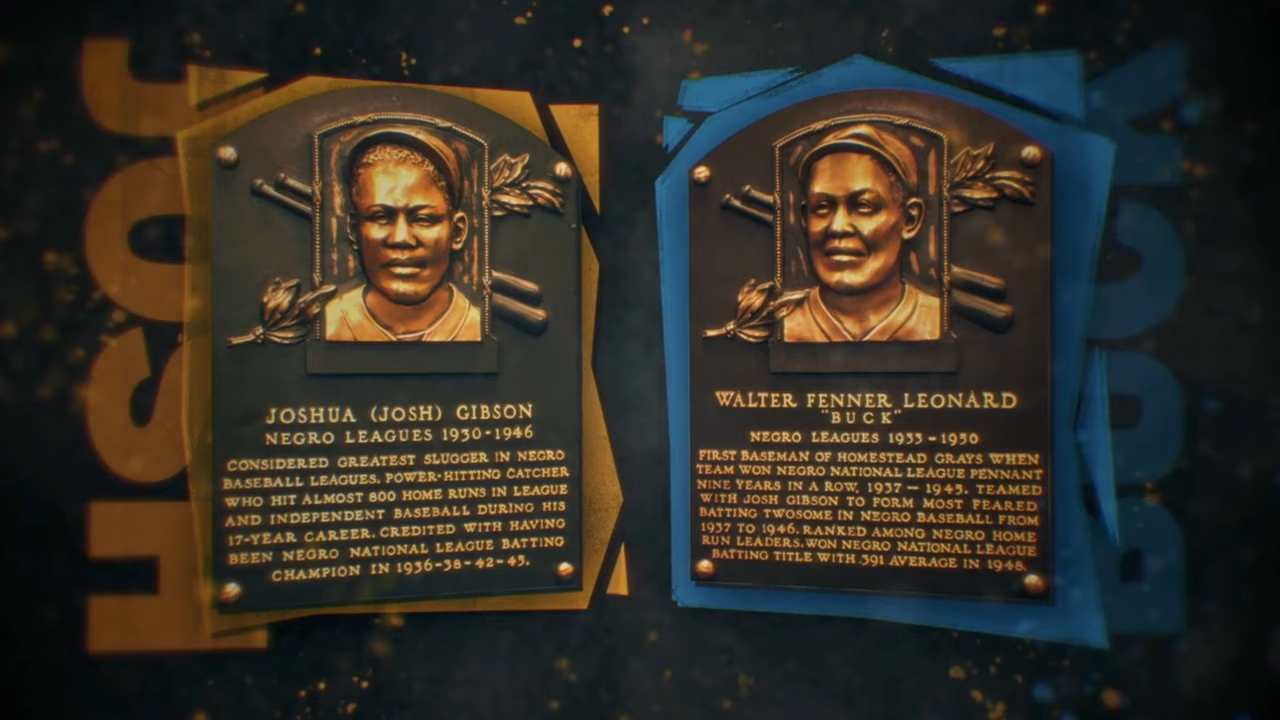 JOSH
JOSHUA (JOSH) GIBSON
NEGRO LEAGUES 1930-1946
CONSIDERED GREATEST SLUGGER IN NEGRO
BASEBALL LEAGUES. POWER-HITTING CATCHER
WHO HIT ALMOST 800 HOME RUNS IN LEAGUE
AND INDEPENDENT BASEBALL DURING HIS
17-YEAR CAREER. CREDITED WITH HAVING
BEEN NEGRO NATIONAL LEAGUE BATTING
CHAMPION IN 1936-38-42-45.
WALTER FENNER LEONARD
"BUCK"
NEGRO LEAGUES 1933-1950
FIRST BASEMAN OF HOMESTEAD GRAYS WHEN
TEAM WON NEGRO NATIONAL LEAGUE PENNANT
NINE YEARS IN A ROW, 1937 — 1945. TEAMED
WITH JOSH GIBSON TO FORM MOST FEARED
BATTING TWOSOME IN NEGRO BASEBALL FROM
1937 TO 1946. RANKED AMONG NEGRO HOME
RUN LEADERS. WON NEGRO NATIONAL LEAGUE
BATTING TITLE WITH .391 AVERAGE IN 1948.
BUCK